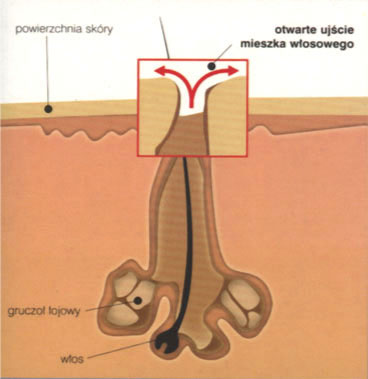 powierzchnia skóry
otwarte ujście
mieszka włosowego
gruczoł łojowy
włos